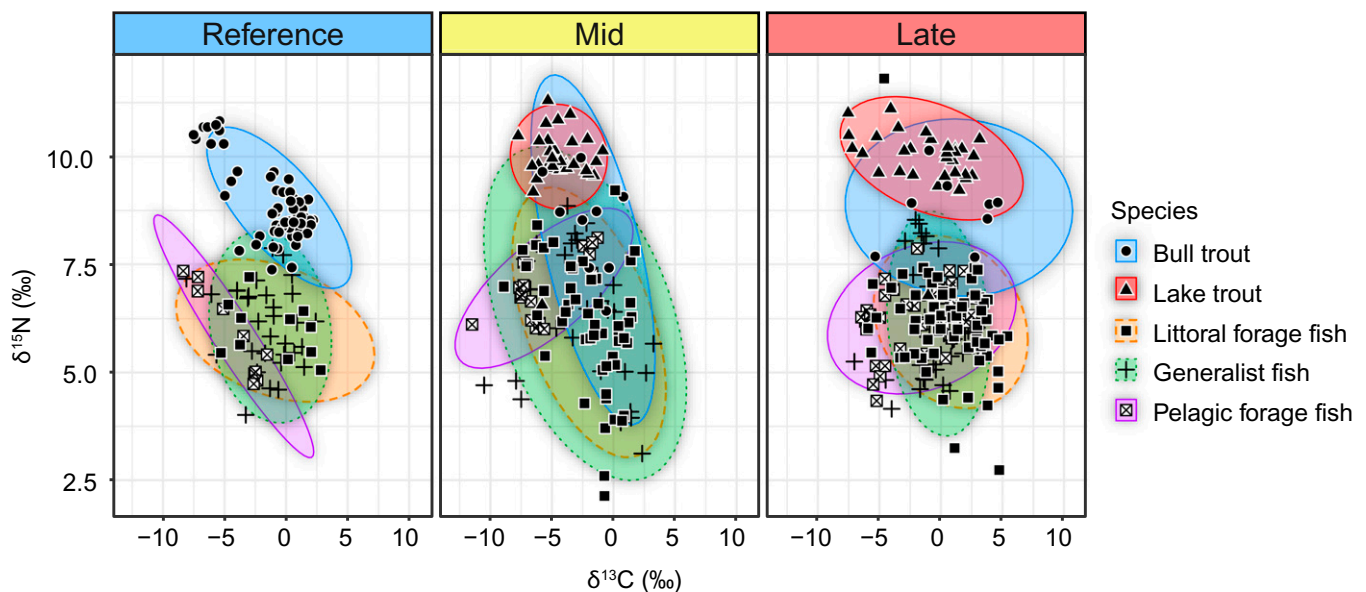 Reference Mid Late
10.0
7.5
5.0
2.5
δ¹⁵N (‰)
−10 −5 0 5 10 −10 −5 0 5 10 −10 −5 0 5 10
δ¹³C (‰)
Species
Bull trout
Lake trout
Littoral forage fish
Generalist fish
Pelagic forage fish